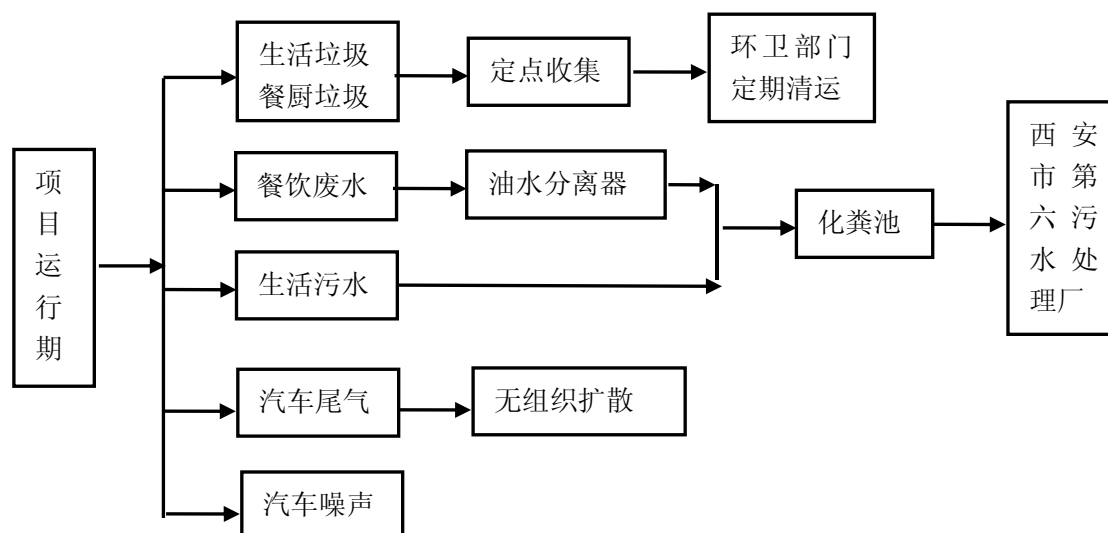 项
目
运
行
期
生活垃圾
餐厨垃圾
定点收集
环卫部门
定期清运
餐饮废水
油水分离器
生活污水
化粪池
西安
市第
六污
水处
理厂
汽车尾气
无组织扩散
汽车噪声